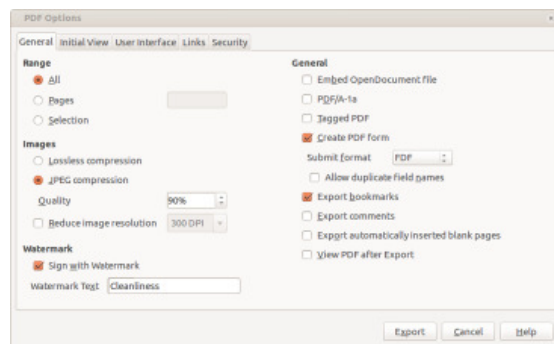 PDF Options
General Initial View User Interface Links Security
Range
All
Pages
Selection
Images
Lossless compression
JPEG compression
Quality 90%
Reduce image resolution 300 DPI
Watermark
Sign with Watermark
Watermark Text Cleanliness
General
Embed OpenDocument file
PDF/A-1a
Tagged PDF
Create PDF form
Submit format PDF
Allow duplicate field names
Export bookmarks
Export comments
Export automatically inserted blank pages
View PDF after Export
Export Cancel Help